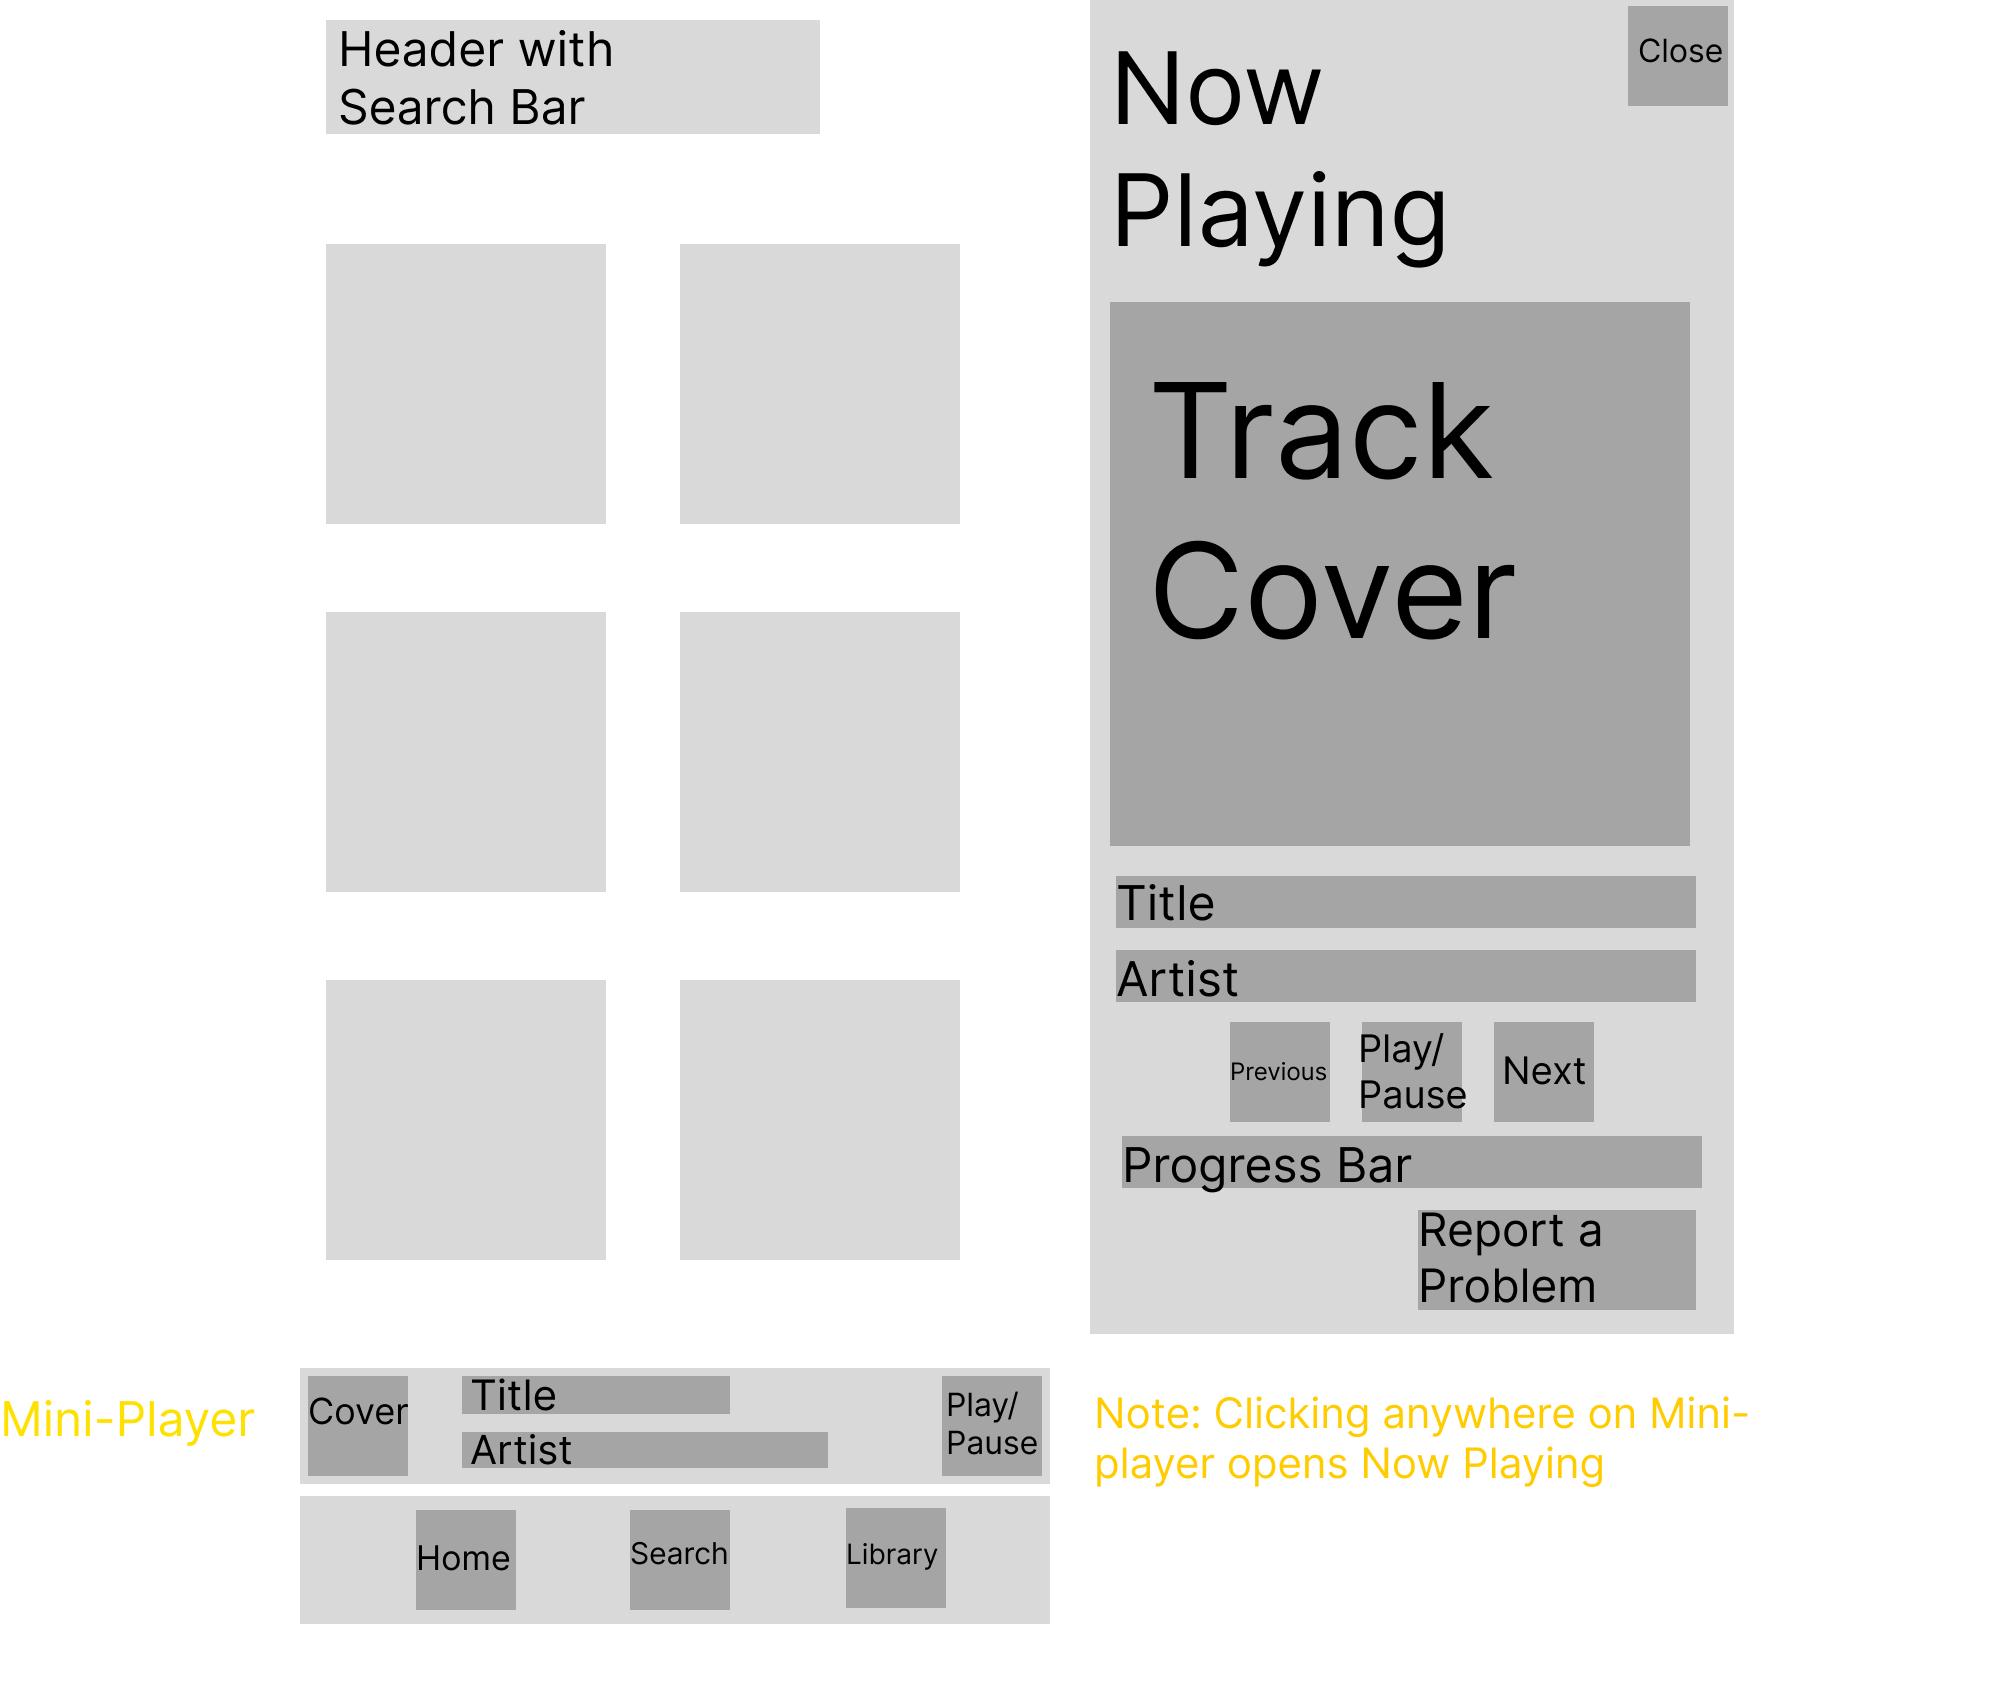 Header with
Search Bar
Mini-Player
Cover
Title
Artist
Play/
Pause
Home
Search
Library
Now
Playing
Close
Track
Cover
Title
Artist
Previous
Play/
Pause
Next
Progress Bar
Report a
Problem
Note: Clicking anywhere on Mini-
player opens Now Playing